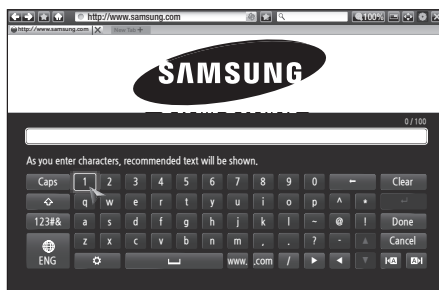 http://www.samsung.com 100%
http://www.samsung.com New Tab +
SAMSUNG
0 / 100
As you enter characters, recommended text will be shown.
Caps 1 2 3 4 5 6 7 8 9 0 Clear
q w e r t y u i o p ^ *
123#& a s d f g h j k l ~ @ ! Done
z x c v b n m , . ? - Cancel
ENG www. .com /